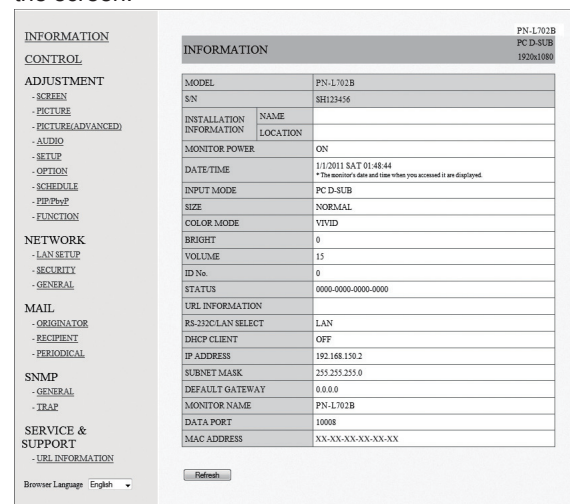 the screen.
INFORMATION
CONTROL
ADJUSTMENT
- SCREEN
- PICTURE
- PICTURE(ADVANCED)
- AUDIO
- SETUP
- OPTION
- SCHEDULE
- PIP/PbyP
- FUNCTION
NETWORK
- LAN SETUP
- SECURITY
- GENERAL
MAIL
- ORIGINATOR
- RECIPIENT
- PERIODICAL
SNMP
- GENERAL
- TRAP
SERVICE &
SUPPORT
- URL INFORMATION
Browser Language English
PN-L702B
INFORMATION PC D-SUB
1920x1080
MODEL PN-L702B
S/N SH123456
INSTALLATION INFORMATION NAME
LOCATION
MONITOR POWER ON
DATE/TIME 1/1/2011 SAT 01:48:44
* The monitor's date and time when you accessed it are displayed.
INPUT MODE PC D-SUB
SIZE NORMAL
COLOR MODE VIVID
BRIGHT 0
VOLUME 15
ID No. 0
STATUS 0000-0000-0000-0000
URL INFORMATION
RS-232C/LAN SELECT LAN
DHCP CLIENT OFF
IP ADDRESS 192.168.150.2
SUBNET MASK 255.255.255.0
DEFAULT GATEWAY 0.0.0.0
MONITOR NAME PN-L702B
DATA PORT 10008
MAC ADDRESS XX-XX-XX-XX-XX-XX
Refresh